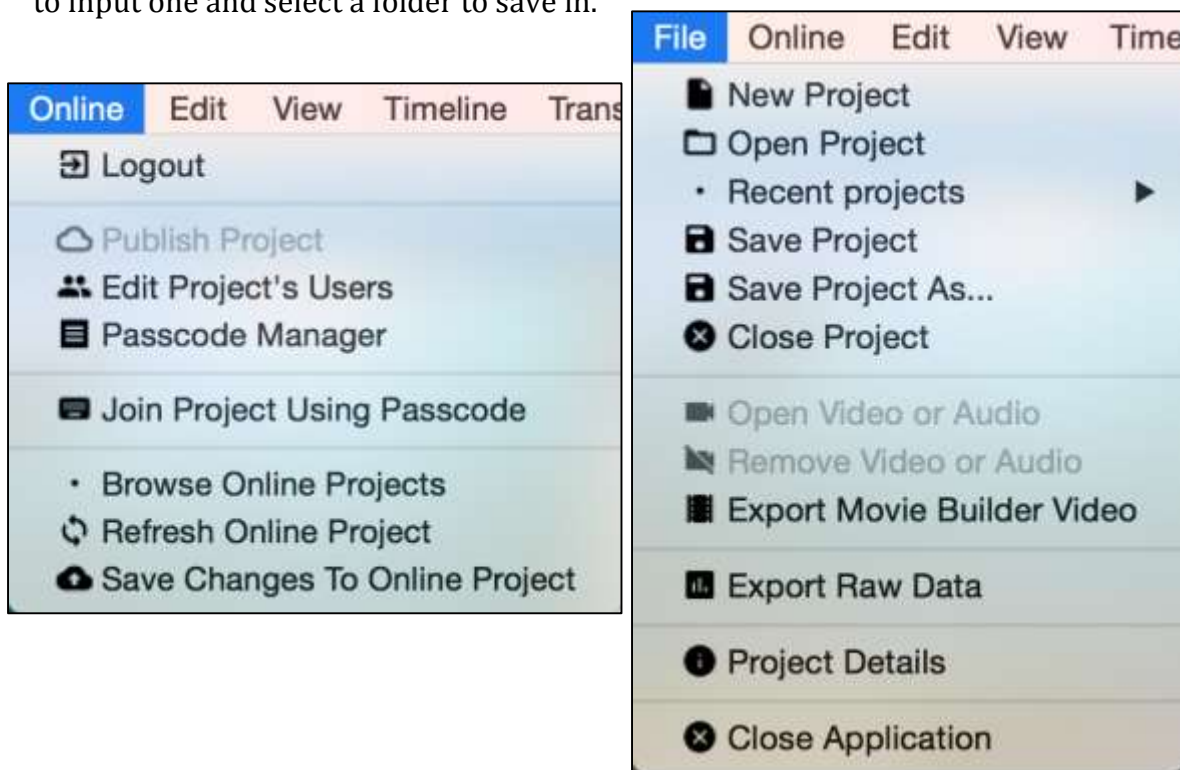 to input one and select a folder to save in.
Online Edit View Timeline Trans
Logout
Publish Project
Edit Project's Users
Passcode Manager
Join Project Using Passcode
Browse Online Projects
Refresh Online Project
Save Changes To Online Project
File Online Edit View Time
New Project
Open Project
Recent projects
Save Project
Save Project As...
Close Project
Open Video or Audio
Remove Video or Audio
Export Movie Builder Video
Export Raw Data
Project Details
Close Application